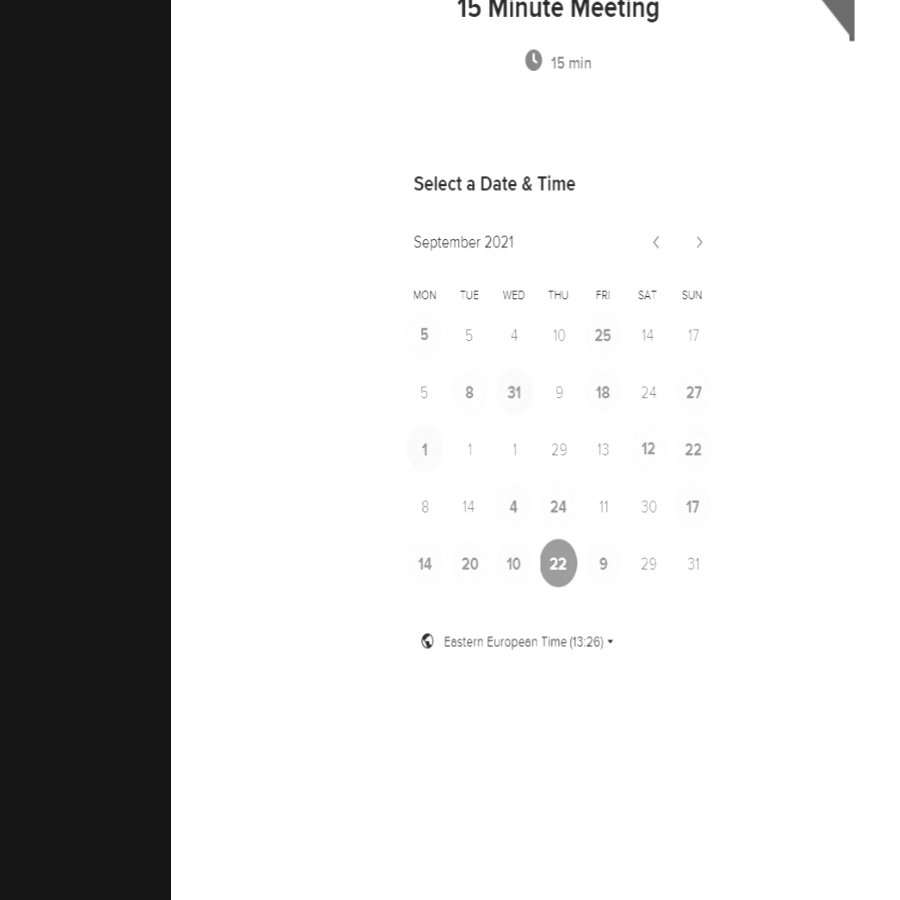 15 Minute Meeting
15 min
Select a Date & Time
September 2021
MON TUE WED THU FRI SAT SUN
5 5 4 10 25 14 17
5 8 31 9 18 24 27
1 1 1 29 13 12 22
8 14 4 24 11 30 17
14 20 10 22 9 29 31
Eastern European Time (13:26)